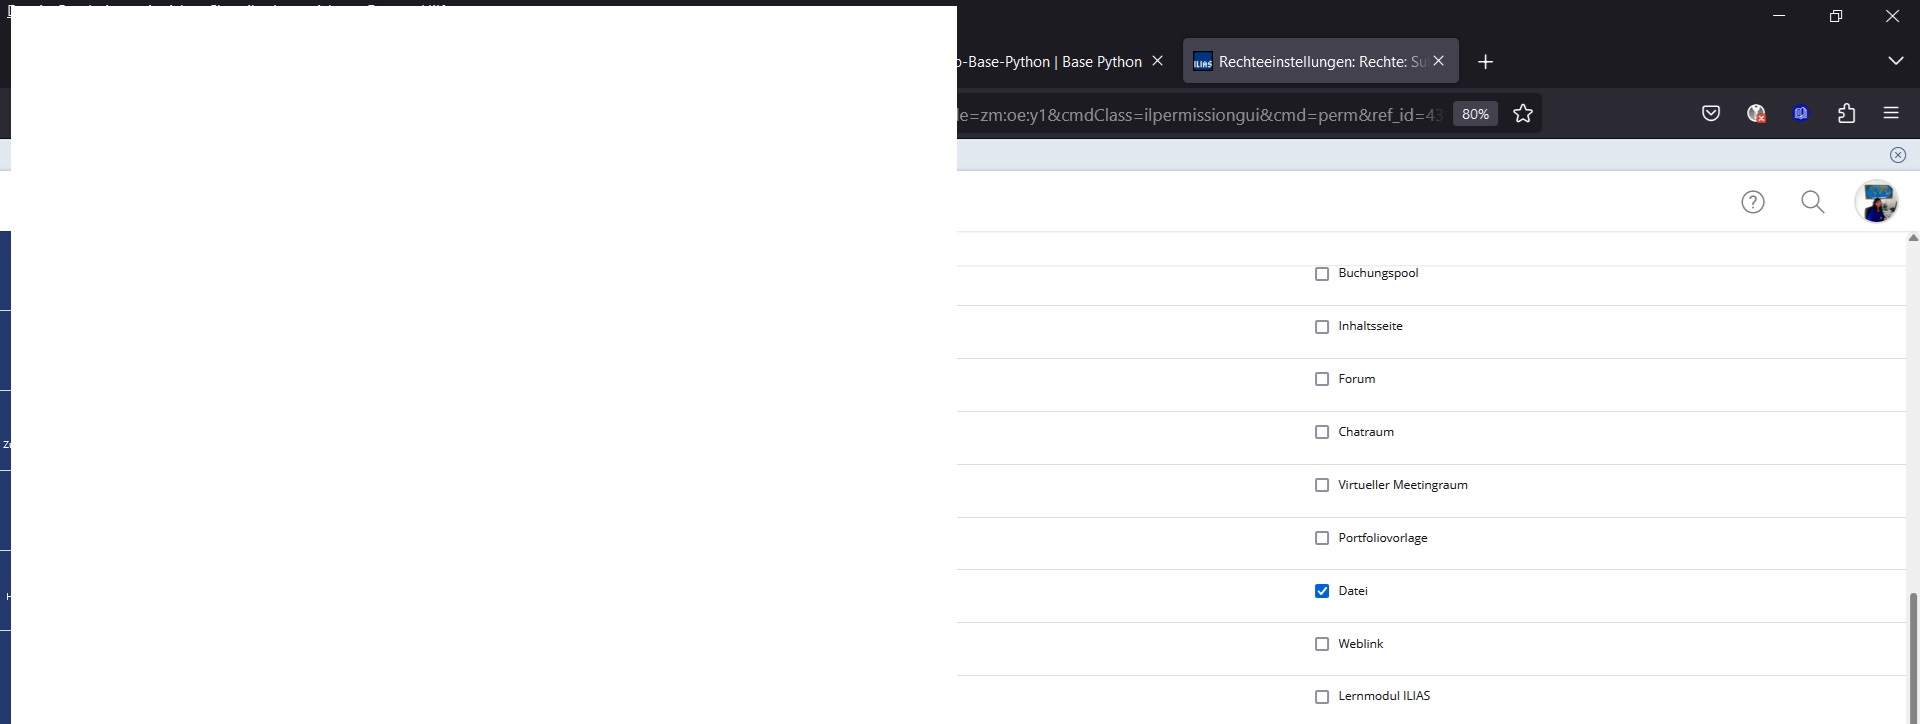 o-Base-Python | Base Python
ILIAS
Rechteeinstellungen: Rechte: Su
le=zm:oe:y1&cmdClass=ilpermissiongui&cmd=perm&ref_id=43
80%
Buchungspool
Inhaltsseite
Forum
Chatraum
Virtueller Meetingraum
Portfoliovorlage
Datei
Weblink
Lernmodul ILIAS